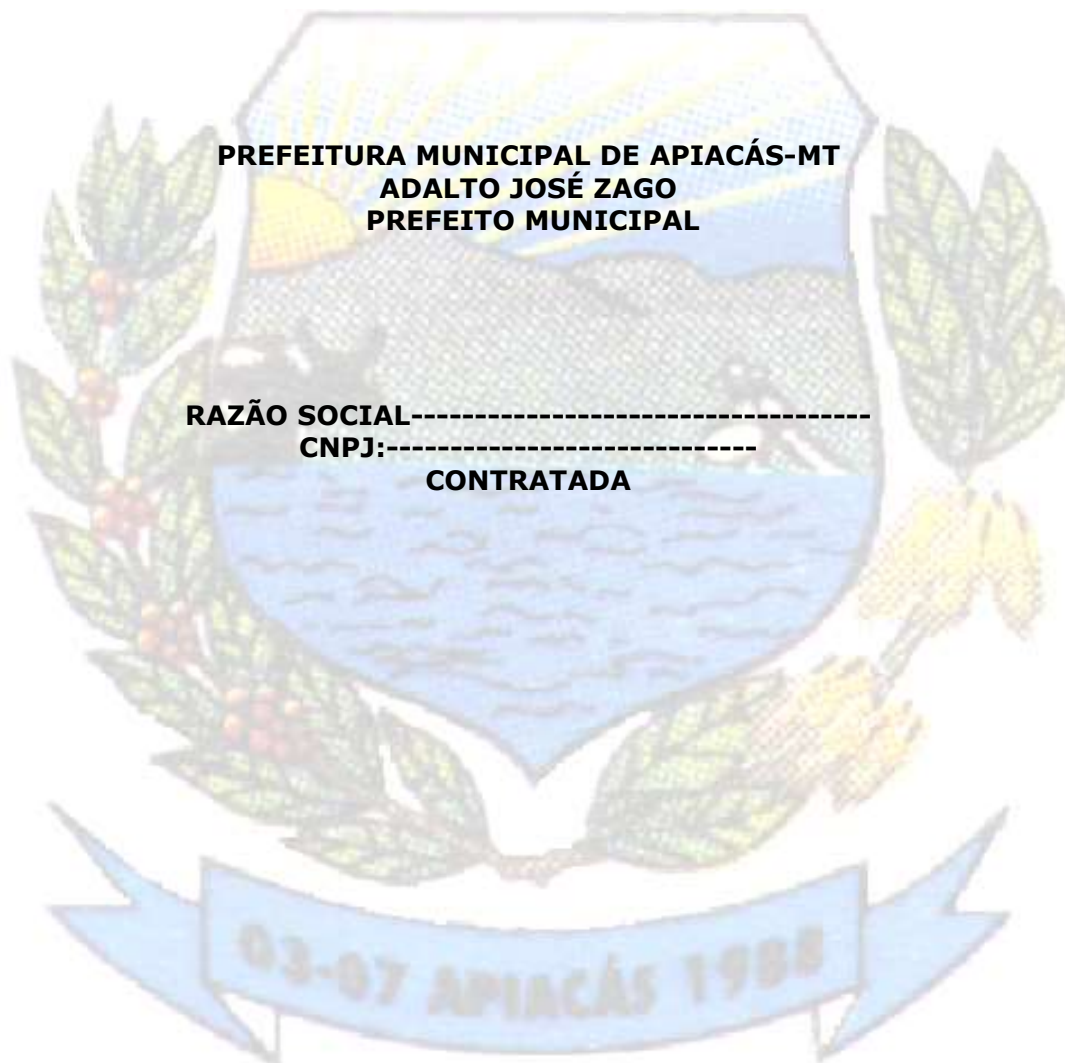 PREFEITURA MUNICIPAL DE APIACÁS-MT
ADALTO JOSÉ ZAGO
PREFEITO MUNICIPAL
RAZÃO SOCIAL------------------------------------
CNPJ:-----------------------------
CONTRATADA
03-07 APIACÁS 1988